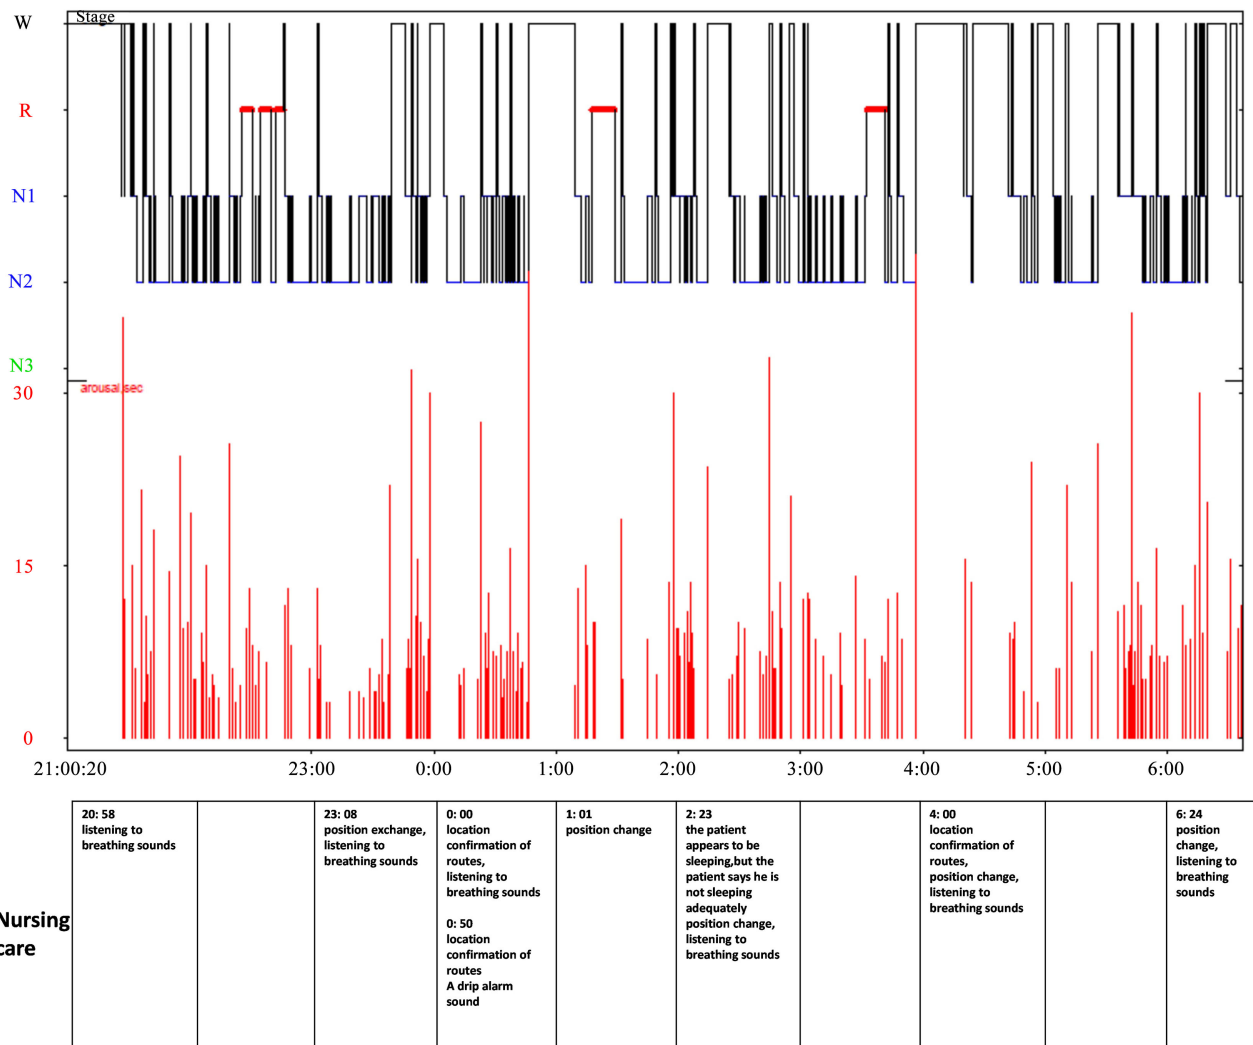 W
Stage
R
N1
N2
N3
arousal.sec
30
15
0
21:00:20
23:00
0:00
1:00
2:00
3:00
4:00
5:00
6:00
Nursing
care
20: 58
listening to
breathing sounds
23: 08
position exchange,
listening to
breathing sounds
0: 00
location
confirmation of
routes,
listening to
breathing sounds
0: 50
location
confirmation of
routes
A drip alarm
sound
1: 01
position change
2: 23
the patient
appears to be
sleeping,but the
patient says he is
not sleeping
adequately
position change,
listening to
breathing sounds
4: 00
location
confirmation of
routes,
position change,
listening to
breathing sounds
6: 24
position
change,
listening to
breathing
sounds